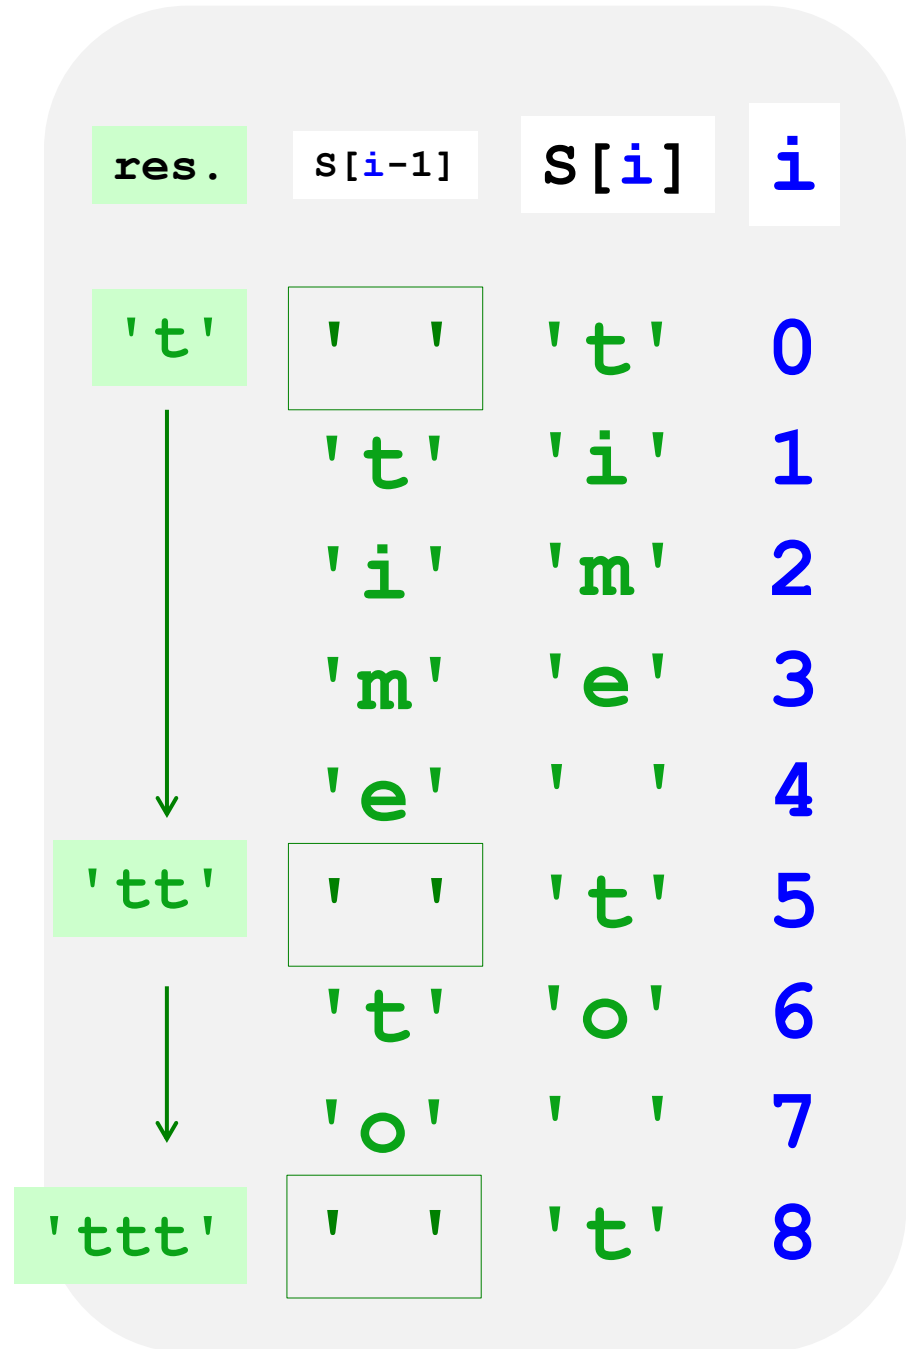 res. S[i-1] S[i] i
't' ' ' 't' 0
't' 'i' 1
'i' 'm' 2
'm' 'e' 3
'e' ' ' 4
'tt' ' ' 't' 5
't' 'o' 6
'o' ' ' 7
'ttt' ' ' 't' 8